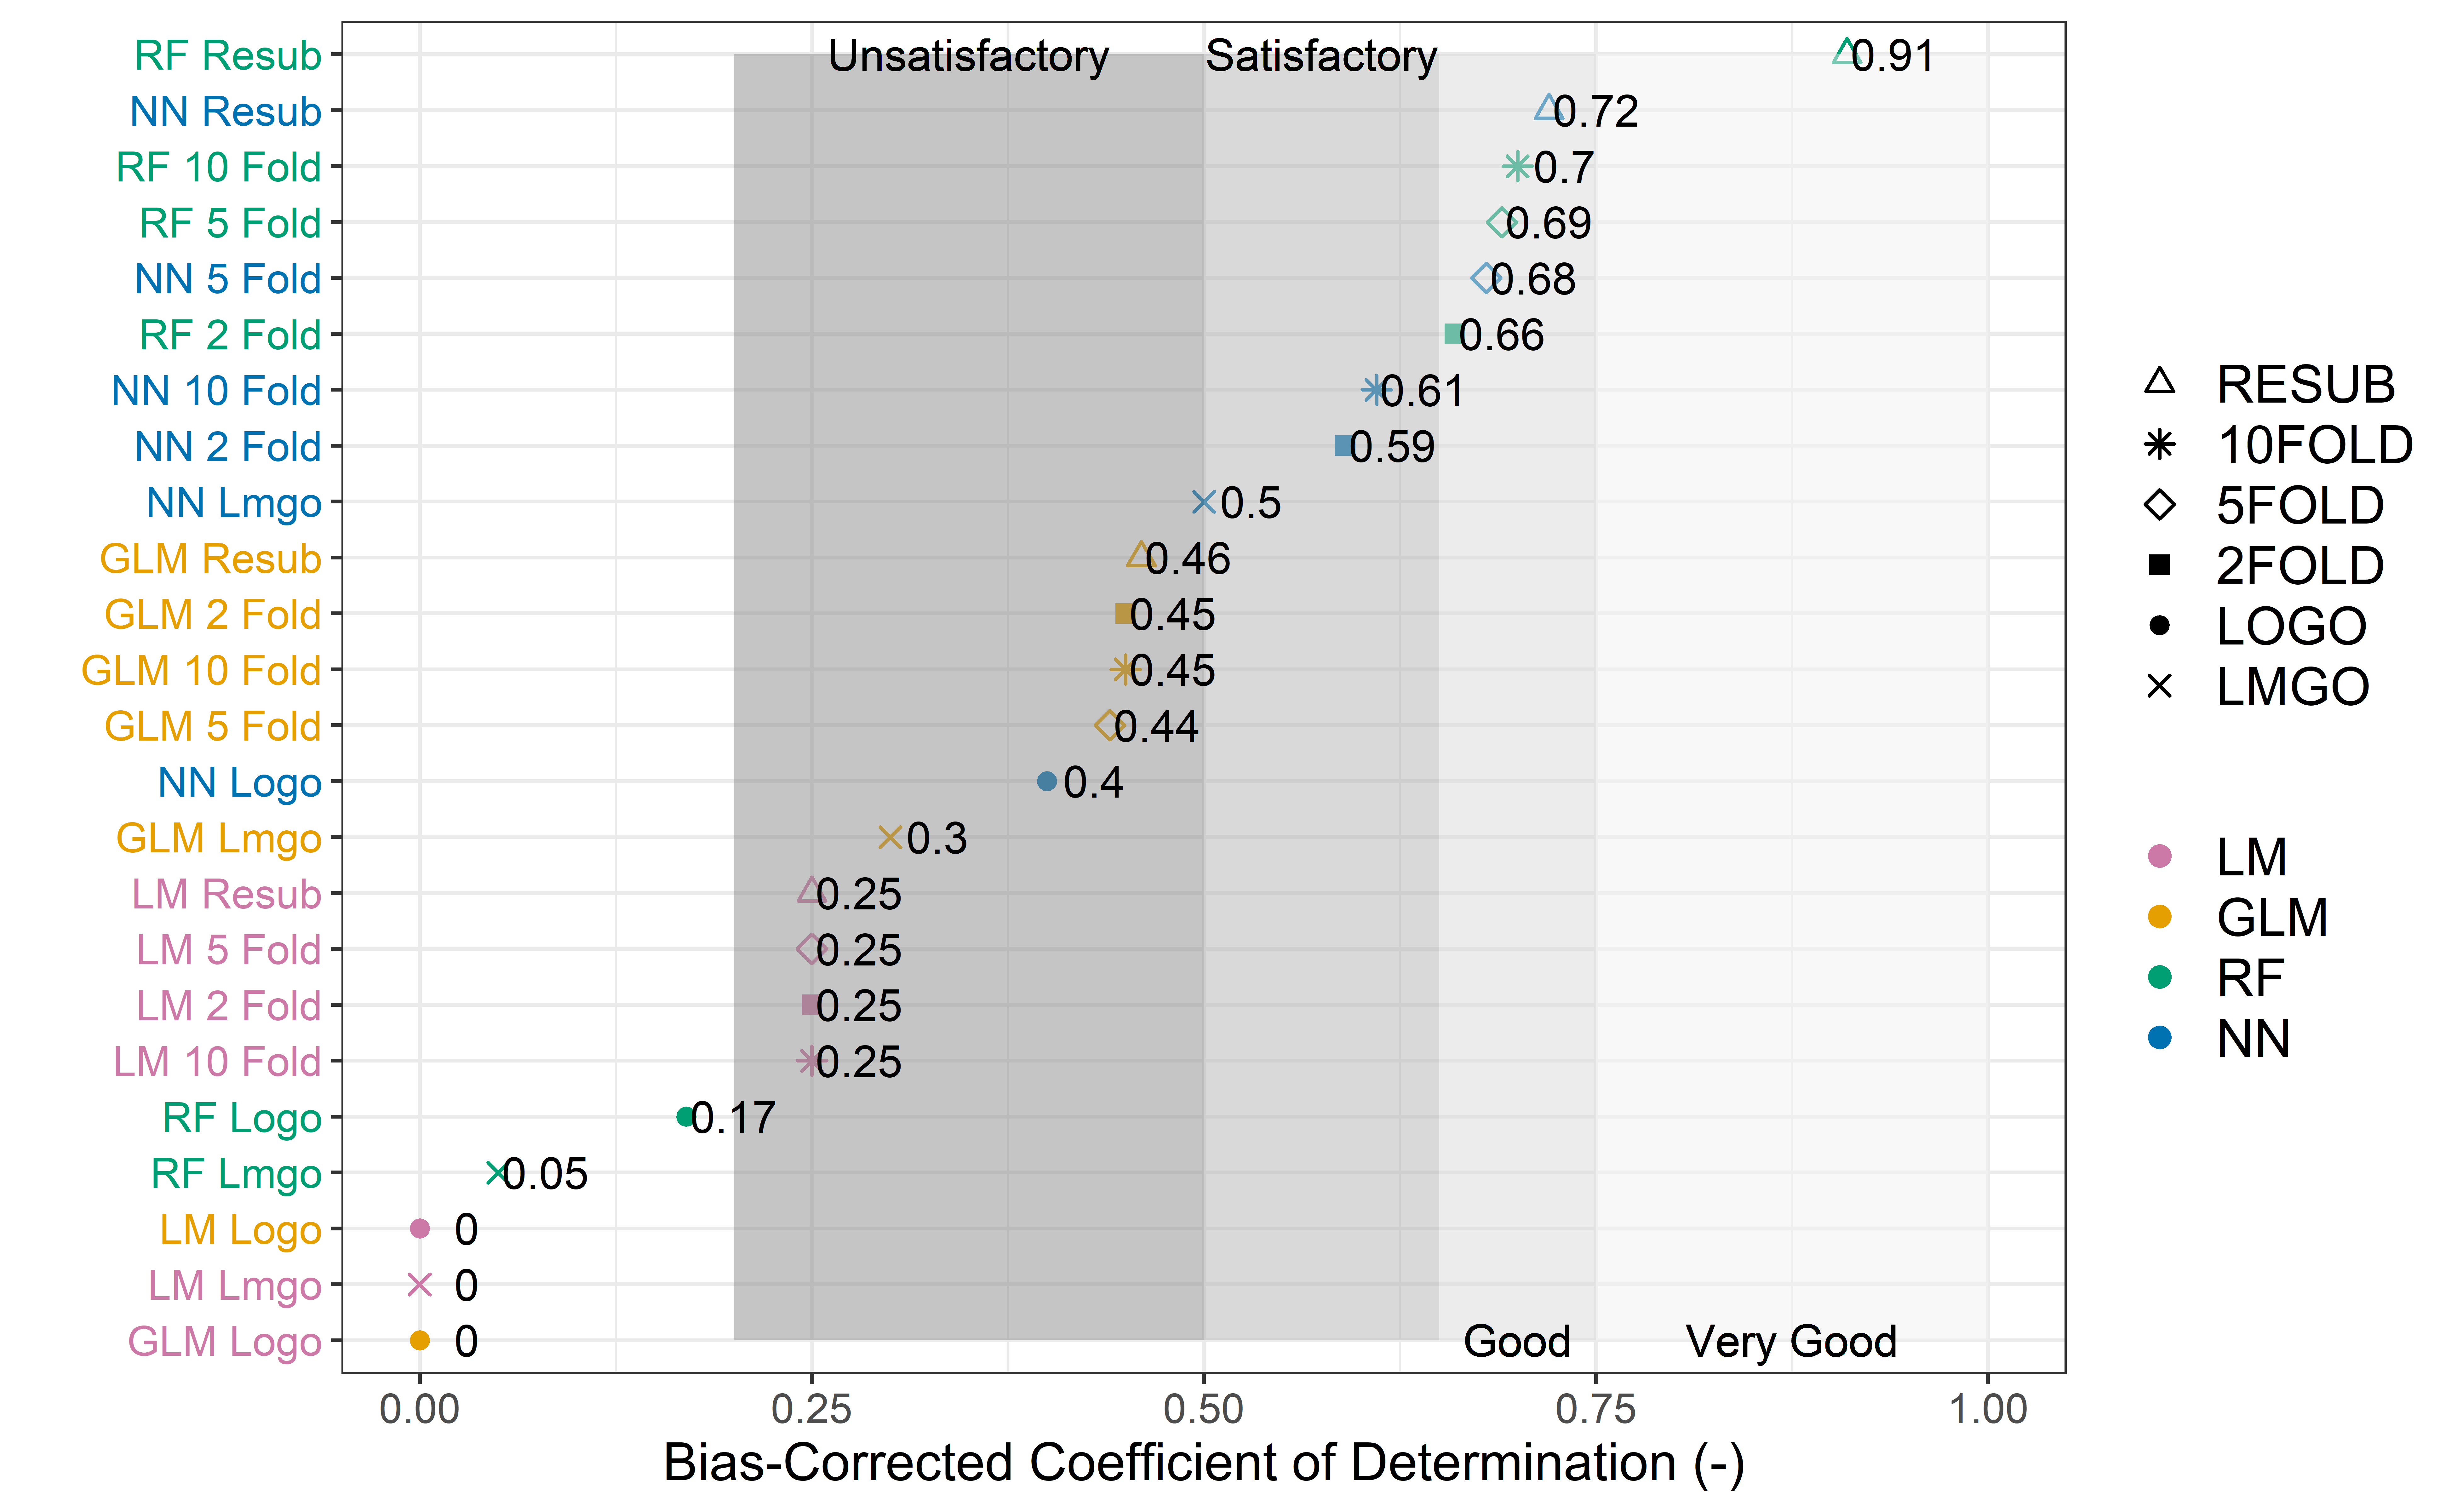 RF Resub Unsatisfactory Satisfactory 0.91
NN Resub 0.72
RF 10 Fold 0.7
RF 5 Fold 0.69
NN 5 Fold 0.68
RF 2 Fold 0.66
NN 10 Fold 0.61
NN 2 Fold 0.59
NN Lmgo 0.5
GLM Resub 0.46
GLM 2 Fold 0.45
GLM 10 Fold 0.45
GLM 5 Fold 0.44
NN Logo 0.4
GLM Lmgo 0.3
LM Resub 0.25
LM 5 Fold 0.25
LM 2 Fold 0.25
LM 10 Fold 0.25
RF Logo 0.17
RF Lmgo 0.05
LM Logo 0
LM Lmgo 0
GLM Logo 0 Good Very Good
0.00 0.25 0.50 0.75 1.00
Bias-Corrected Coefficient of Determination (-)
RESUB
10FOLD
5FOLD
2FOLD
LOGO
LMGO
LM
GLM
RF
NN